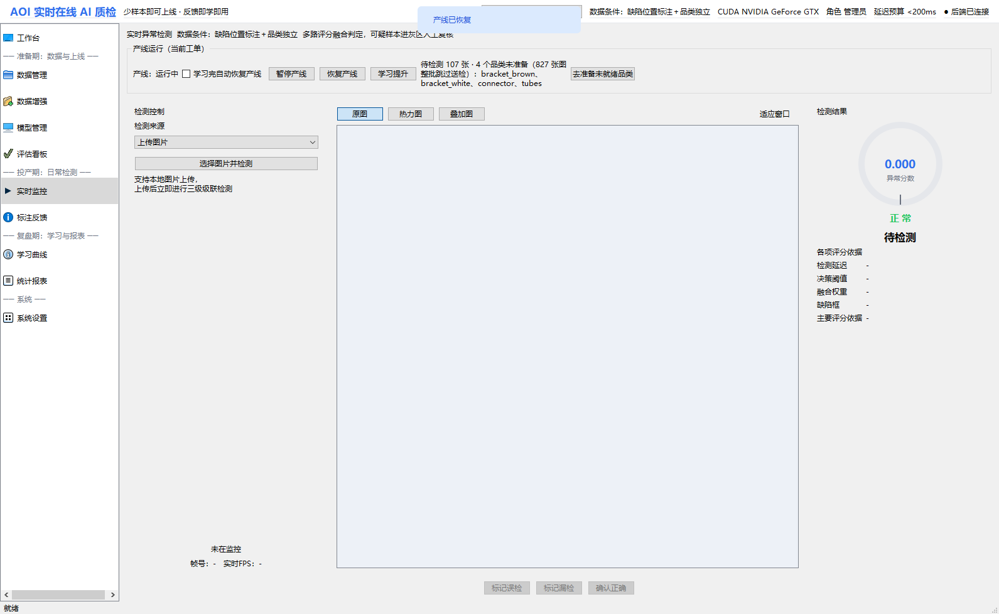 AOI 实时在线 AI 质检
少样本即可上线 · 反馈即学即用
产线已恢复
数据条件：缺陷位置标注＋品类独立
CUDA NVIDIA GeForce GTX
角色 管理员
延迟预算 <200ms
● 后端已连接
工作台
── 准备期：数据与上线 ──
数据管理
数据增强
模型管理
评估看板
── 投产期：日常检测 ──
实时监控
标注反馈
── 复盘期：学习与报表 ──
学习曲线
统计报表
── 系统 ──
系统设置
就绪
实时异常检测 数据条件：缺陷位置标注＋品类独立 多路评分融合判定，可疑样本进灰区人工复核
产线运行（当前工单）
产线：运行中
学习完自动恢复产线
暂停产线
恢复产线
学习提升
待检测 107 张 · 4 个品类未准备（827 张图
整批跳过送检）：bracket_brown、
bracket_white、connector、tubes
去准备未就绪品类
检测控制
检测来源
上传图片
选择图片并检测
支持本地图片上传，
上传后立即进行三级级联检测
未在监控
帧号：- 实时FPS：-
原图
热力图
叠加图
适应窗口
标记误检
标记漏检
确认正确
检测结果
0.000
异常分数
正常
待检测
各项评分依据
检测延迟 -
决策阈值 -
融合权重 -
缺陷框 -
主要评分依据 -